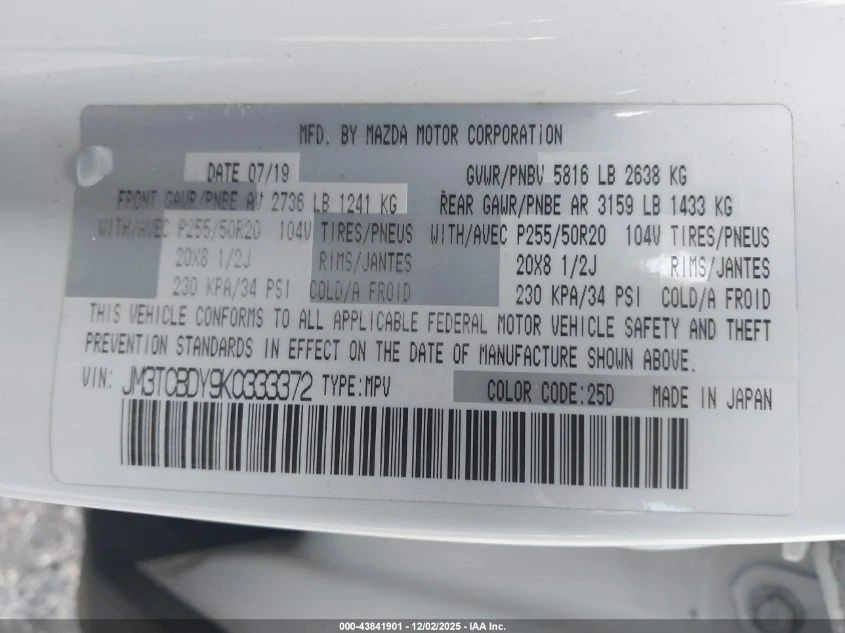 MFD. BY MAZDA MOTOR CORPORATION
DATE 07/19 GVWR/PNBV 5816 LB 2638 KG
FRONT GAWR/PNBE AV 2736 LB 1241 KG REAR GAWR/PNBE AR 3159 LB 1433 KG
WITH/AVEC P255/50R20 104V TIRES/PNEUS WITH/AVEC P255/50R20 104V TIRES/PNEUS
20X8 1/2J RIMS/JANTES 20X8 1/2J RIMS/JANTES
230 KPA/34 PSI COLD/A FROID 230 KPA/34 PSI COLD/A FROID
THIS VEHICLE CONFORMS TO ALL APPLICABLE FEDERAL MOTOR VEHICLE SAFETY AND THEFT
PREVENTION STANDARDS IN EFFECT ON THE DATE OF MANUFACTURE SHOWN ABOVE.
VIN: JM3TCBDY9K0333372 TYPE:MPV COLOR CODE:25D MADE IN JAPAN
000-43841901 - 12/02/2025 - IAA Inc.